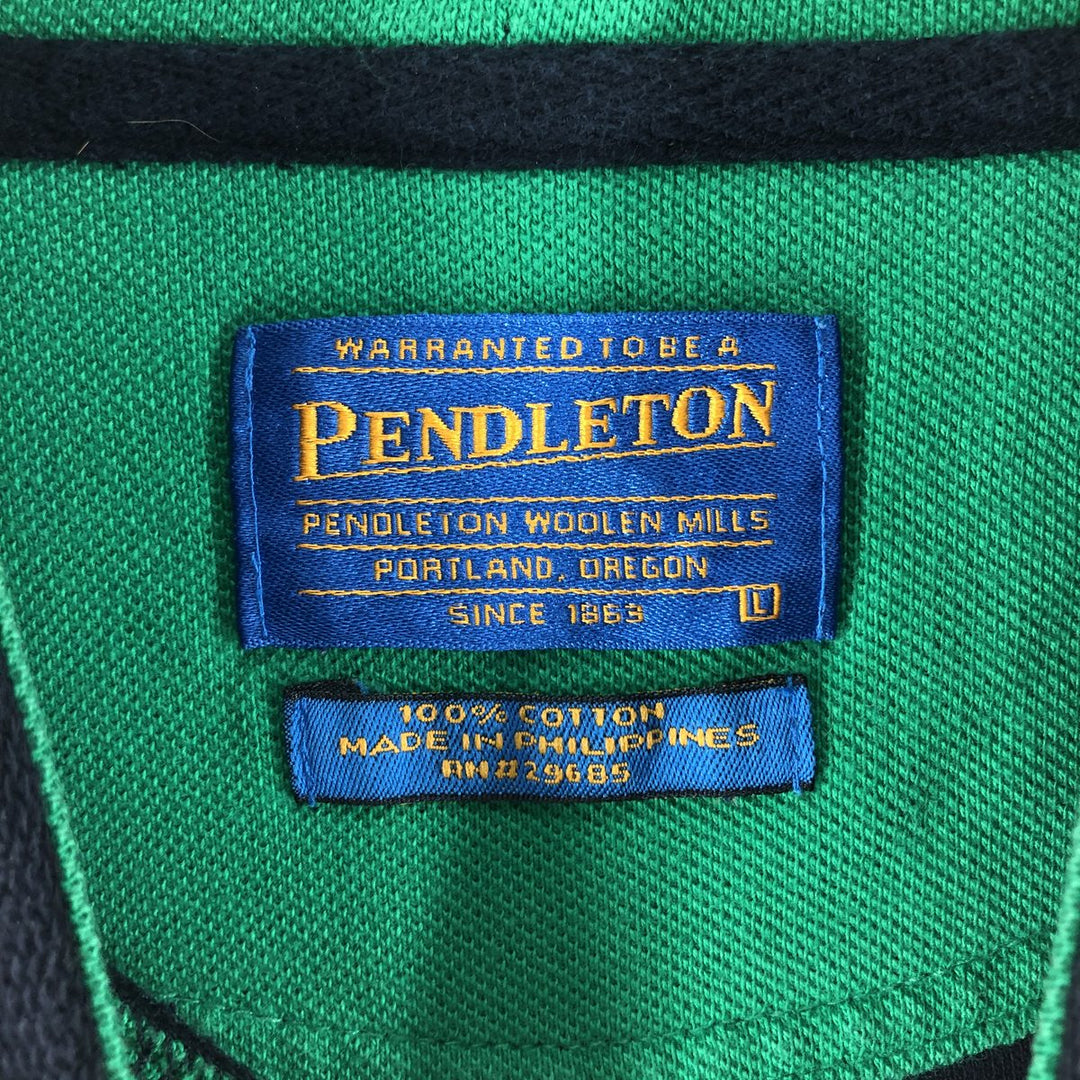 WARRANTED TO BE A
PENDLETON
PENDLETON WOOLEN MILLS
PORTLAND, OREGON
SINCE 1863
L
100% COTTON
MADE IN PHILIPPINES
RN#29685